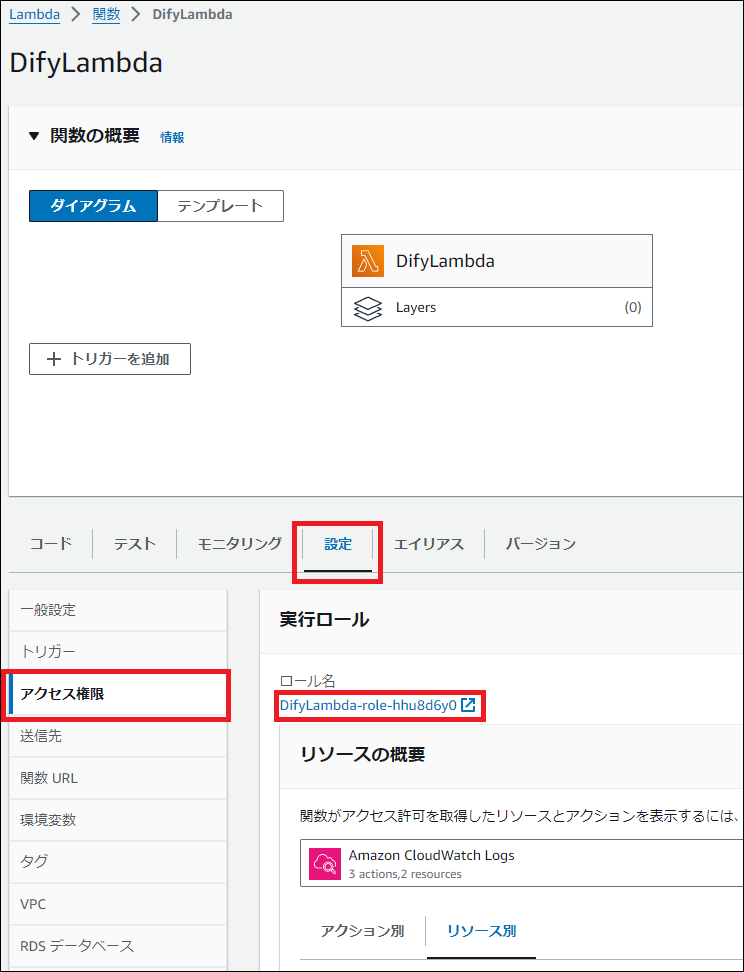 Lambda > 関数 > DifyLambda
DifyLambda
▼ 関数の概要 情報
ダイアグラム テンプレート
DifyLambda
Layers (0)
+ トリガーを追加
コード テスト モニタリング 設定 エイリアス バージョン
一般設定
トリガー
アクセス権限
送信先
関数 URL
環境変数
タグ
VPC
RDS データベース
実行ロール
ロール名
DifyLambda-role-hhu8d6y0
リソースの概要
関数がアクセス許可を取得したリソースとアクションを表示するには、
Amazon CloudWatch Logs
3 actions,2 resources
アクション別 リソース別